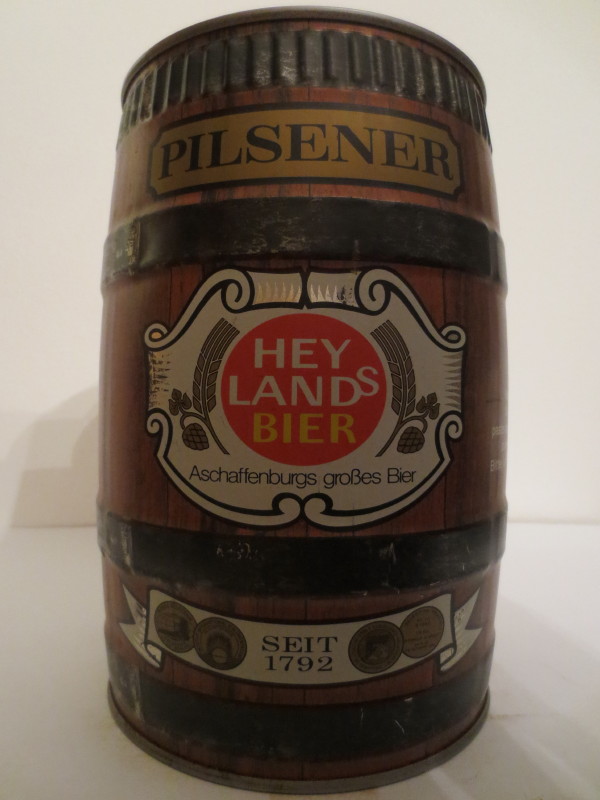 PILSENER
HEY
LANDS
BIER
Aschaffenburgs großes Bier
SEIT
1792